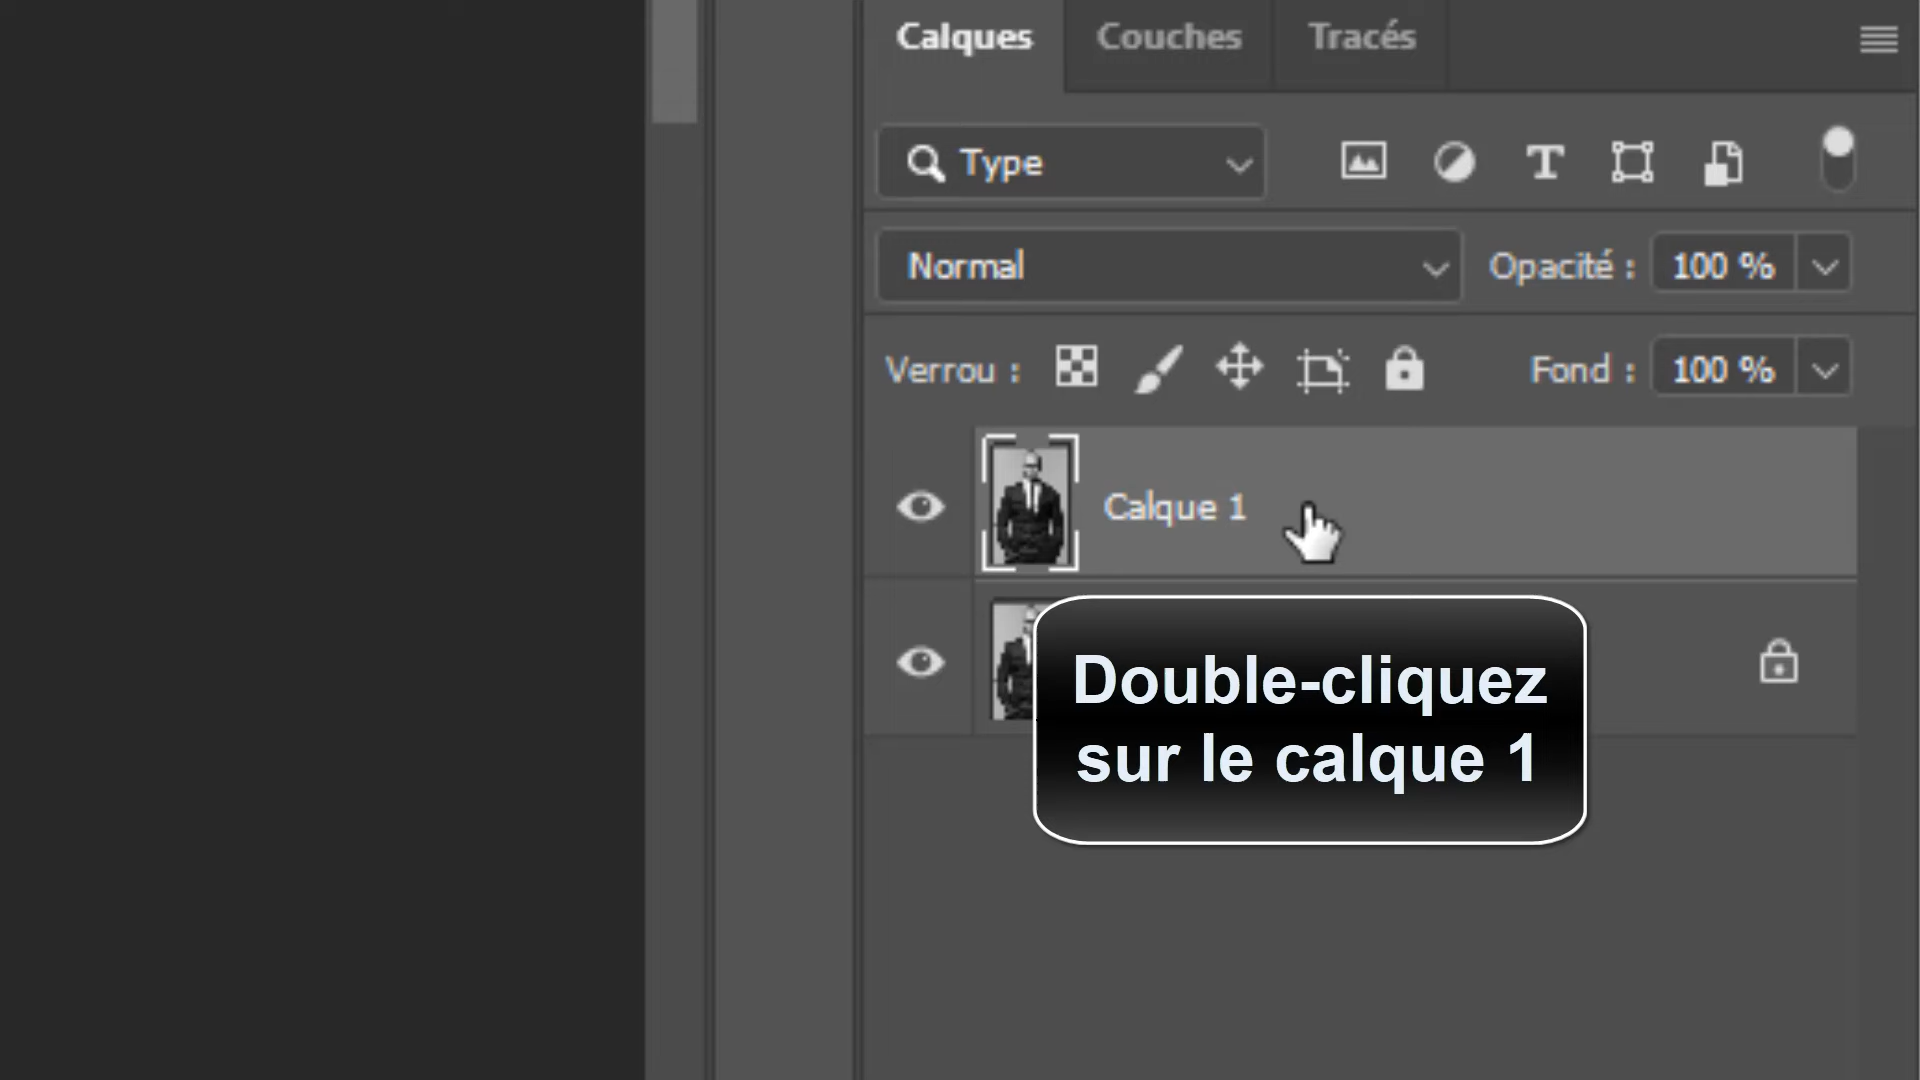 Calques Couches Tracés
Type
Normal Opacité : 100 %
Verrou : Fond : 100 %
Calque 1
Double-cliquez
sur le calque 1